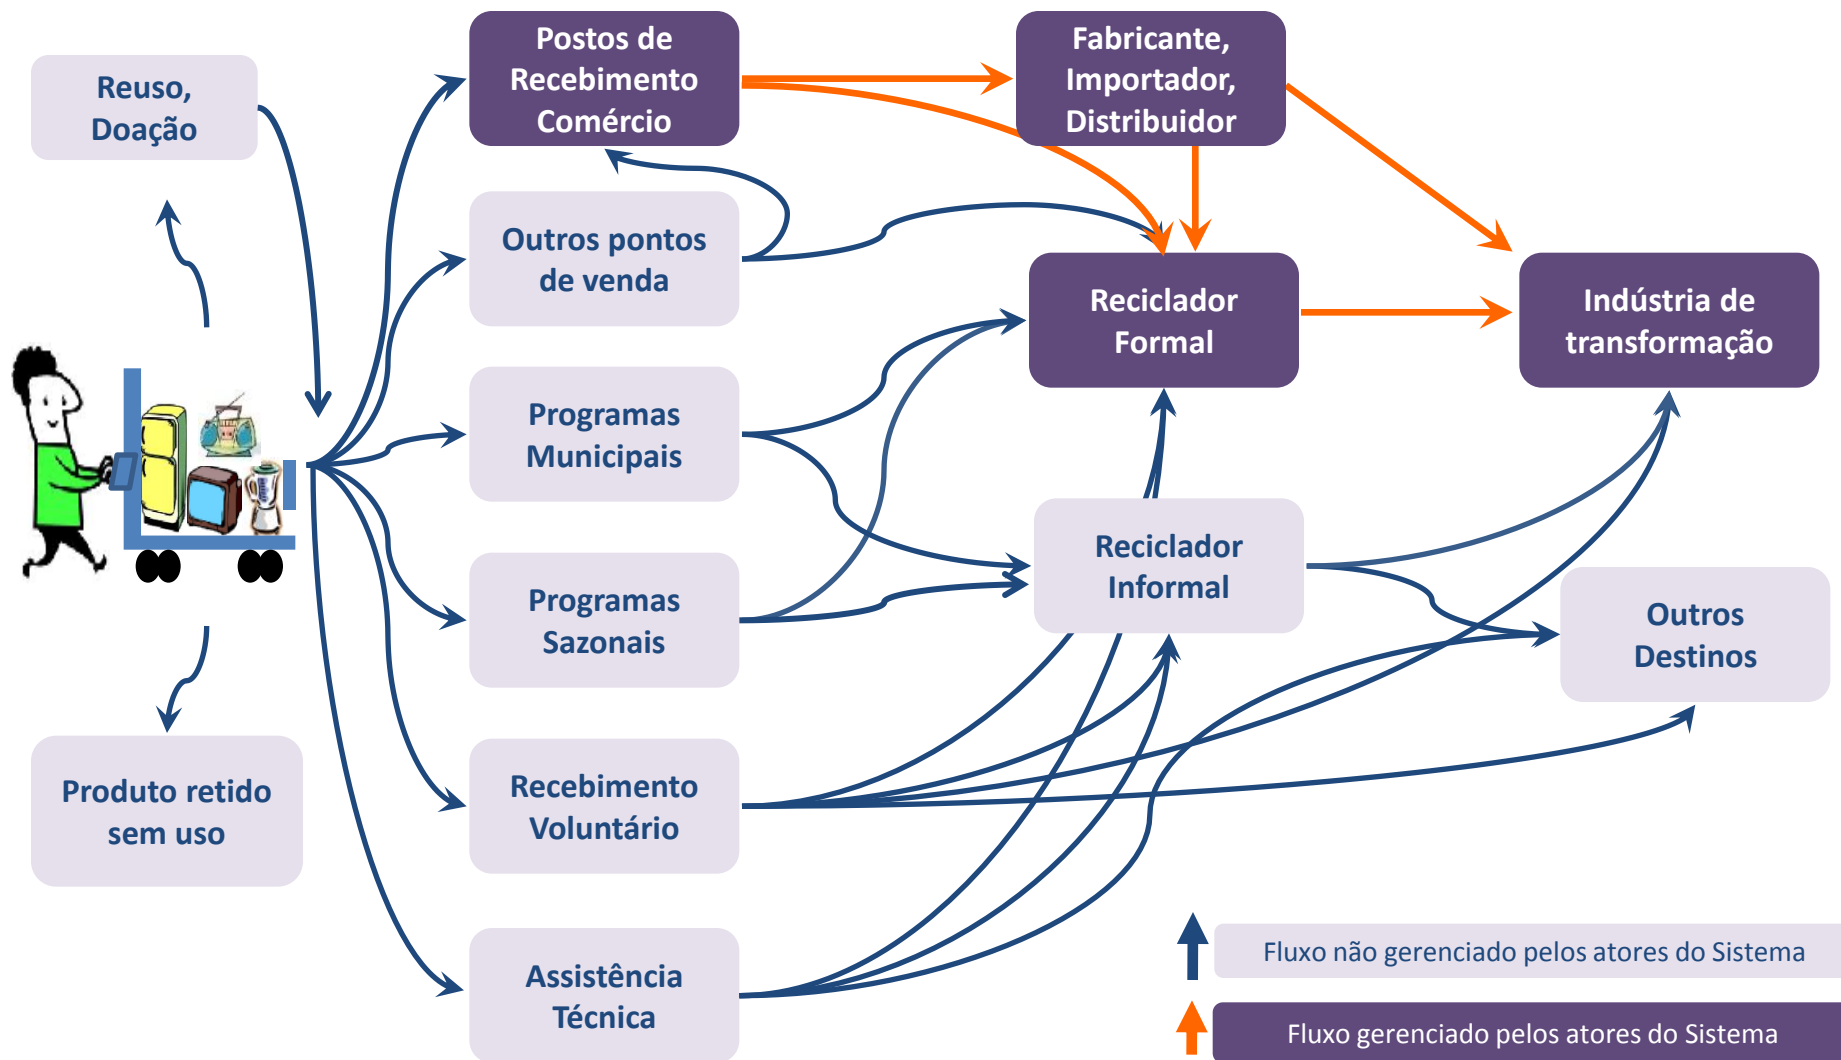 Reuso,
Doação
Postos de
Recebimento
Comércio
Fabricante,
Importador,
Distribuidor
Outros pontos
de venda
Reciclador
Formal
Indústria de
transformação
Programas
Municipais
Programas
Sazonais
Reciclador
Informal
Outros
Destinos
Produto retido
sem uso
Recebimento
Voluntário
Assistência
Técnica
Fluxo não gerenciado pelos atores do Sistema
Fluxo gerenciado pelos atores do Sistema